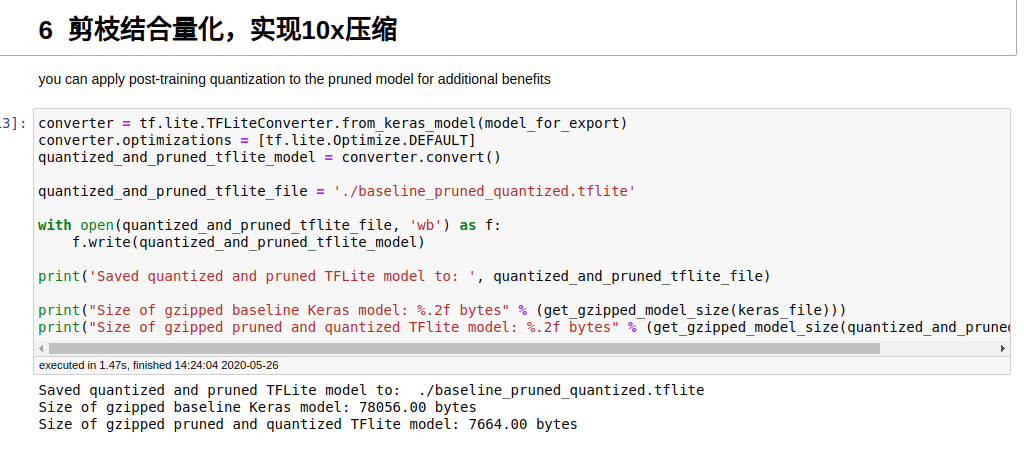 6 剪枝结合量化，实现10x压缩
you can apply post-training quantization to the pruned model for additional benefits
13]: converter = tf.lite.TFLiteConverter.from_keras_model(model_for_export)
converter.optimizations = [tf.lite.Optimize.DEFAULT]
quantized_and_pruned_tflite_model = converter.convert()
quantized_and_pruned_tflite_file = './baseline_pruned_quantized.tflite'
with open(quantized_and_pruned_tflite_file, 'wb') as f:
    f.write(quantized_and_pruned_tflite_model)
print('Saved quantized and pruned TFLite model to: ', quantized_and_pruned_tflite_file)
print("Size of gzipped baseline Keras model: %.2f bytes" % (get_gzipped_model_size(keras_file)))
print("Size of gzipped pruned and quantized TFlite model: %.2f bytes" % (get_gzipped_model_size(quantized_and_pruned
executed in 1.47s, finished 14:24:04 2020-05-26
Saved quantized and pruned TFLite model to:  ./baseline_pruned_quantized.tflite
Size of gzipped baseline Keras model: 78056.00 bytes
Size of gzipped pruned and quantized TFlite model: 7664.00 bytes